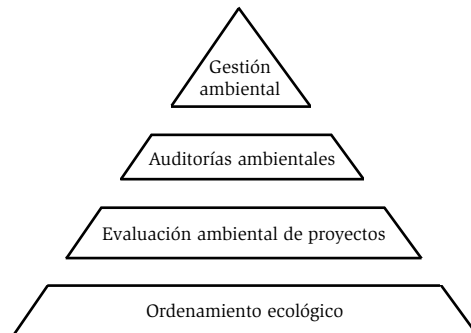 Gestión
ambiental
Auditorías ambientales
Evaluación ambiental de proyectos
Ordenamiento ecológico